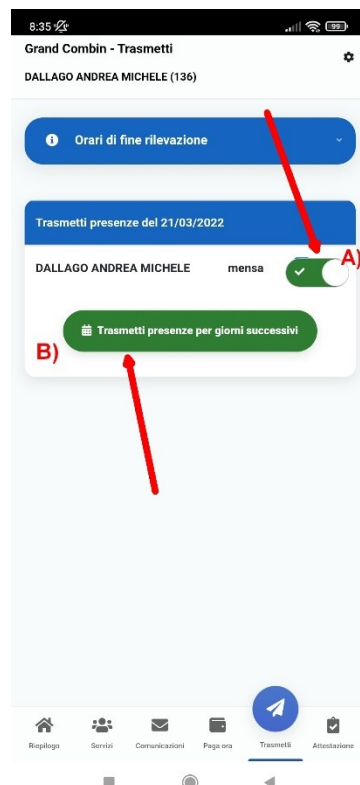 8:35
99
Grand Combin - Trasmetti
DALLAGO ANDREA MICHELE (136)
Orari di fine rilevazione
Trasmetti presenze del 21/03/2022
DALLAGO ANDREA MICHELE mensa
A)
Trasmetti presenze per giorni successivi
B)
Riepilogo Servizi Comunicazioni Paga ora Trasmetti Attestazione